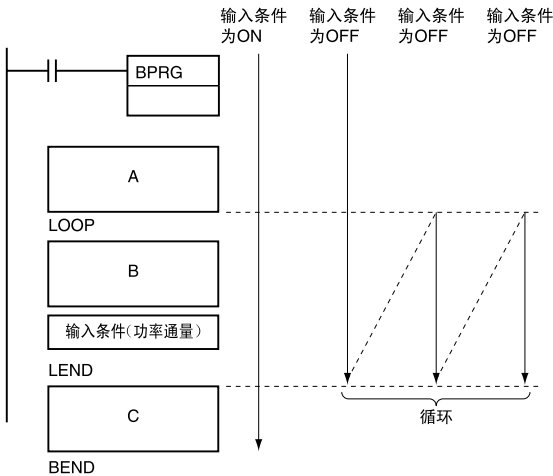 输入条件 输入条件 输入条件 输入条件
为ON 为OFF 为OFF 为OFF
BPRG
A
LOOP
B
输入条件(功率通量)
LEND
C
循环
BEND